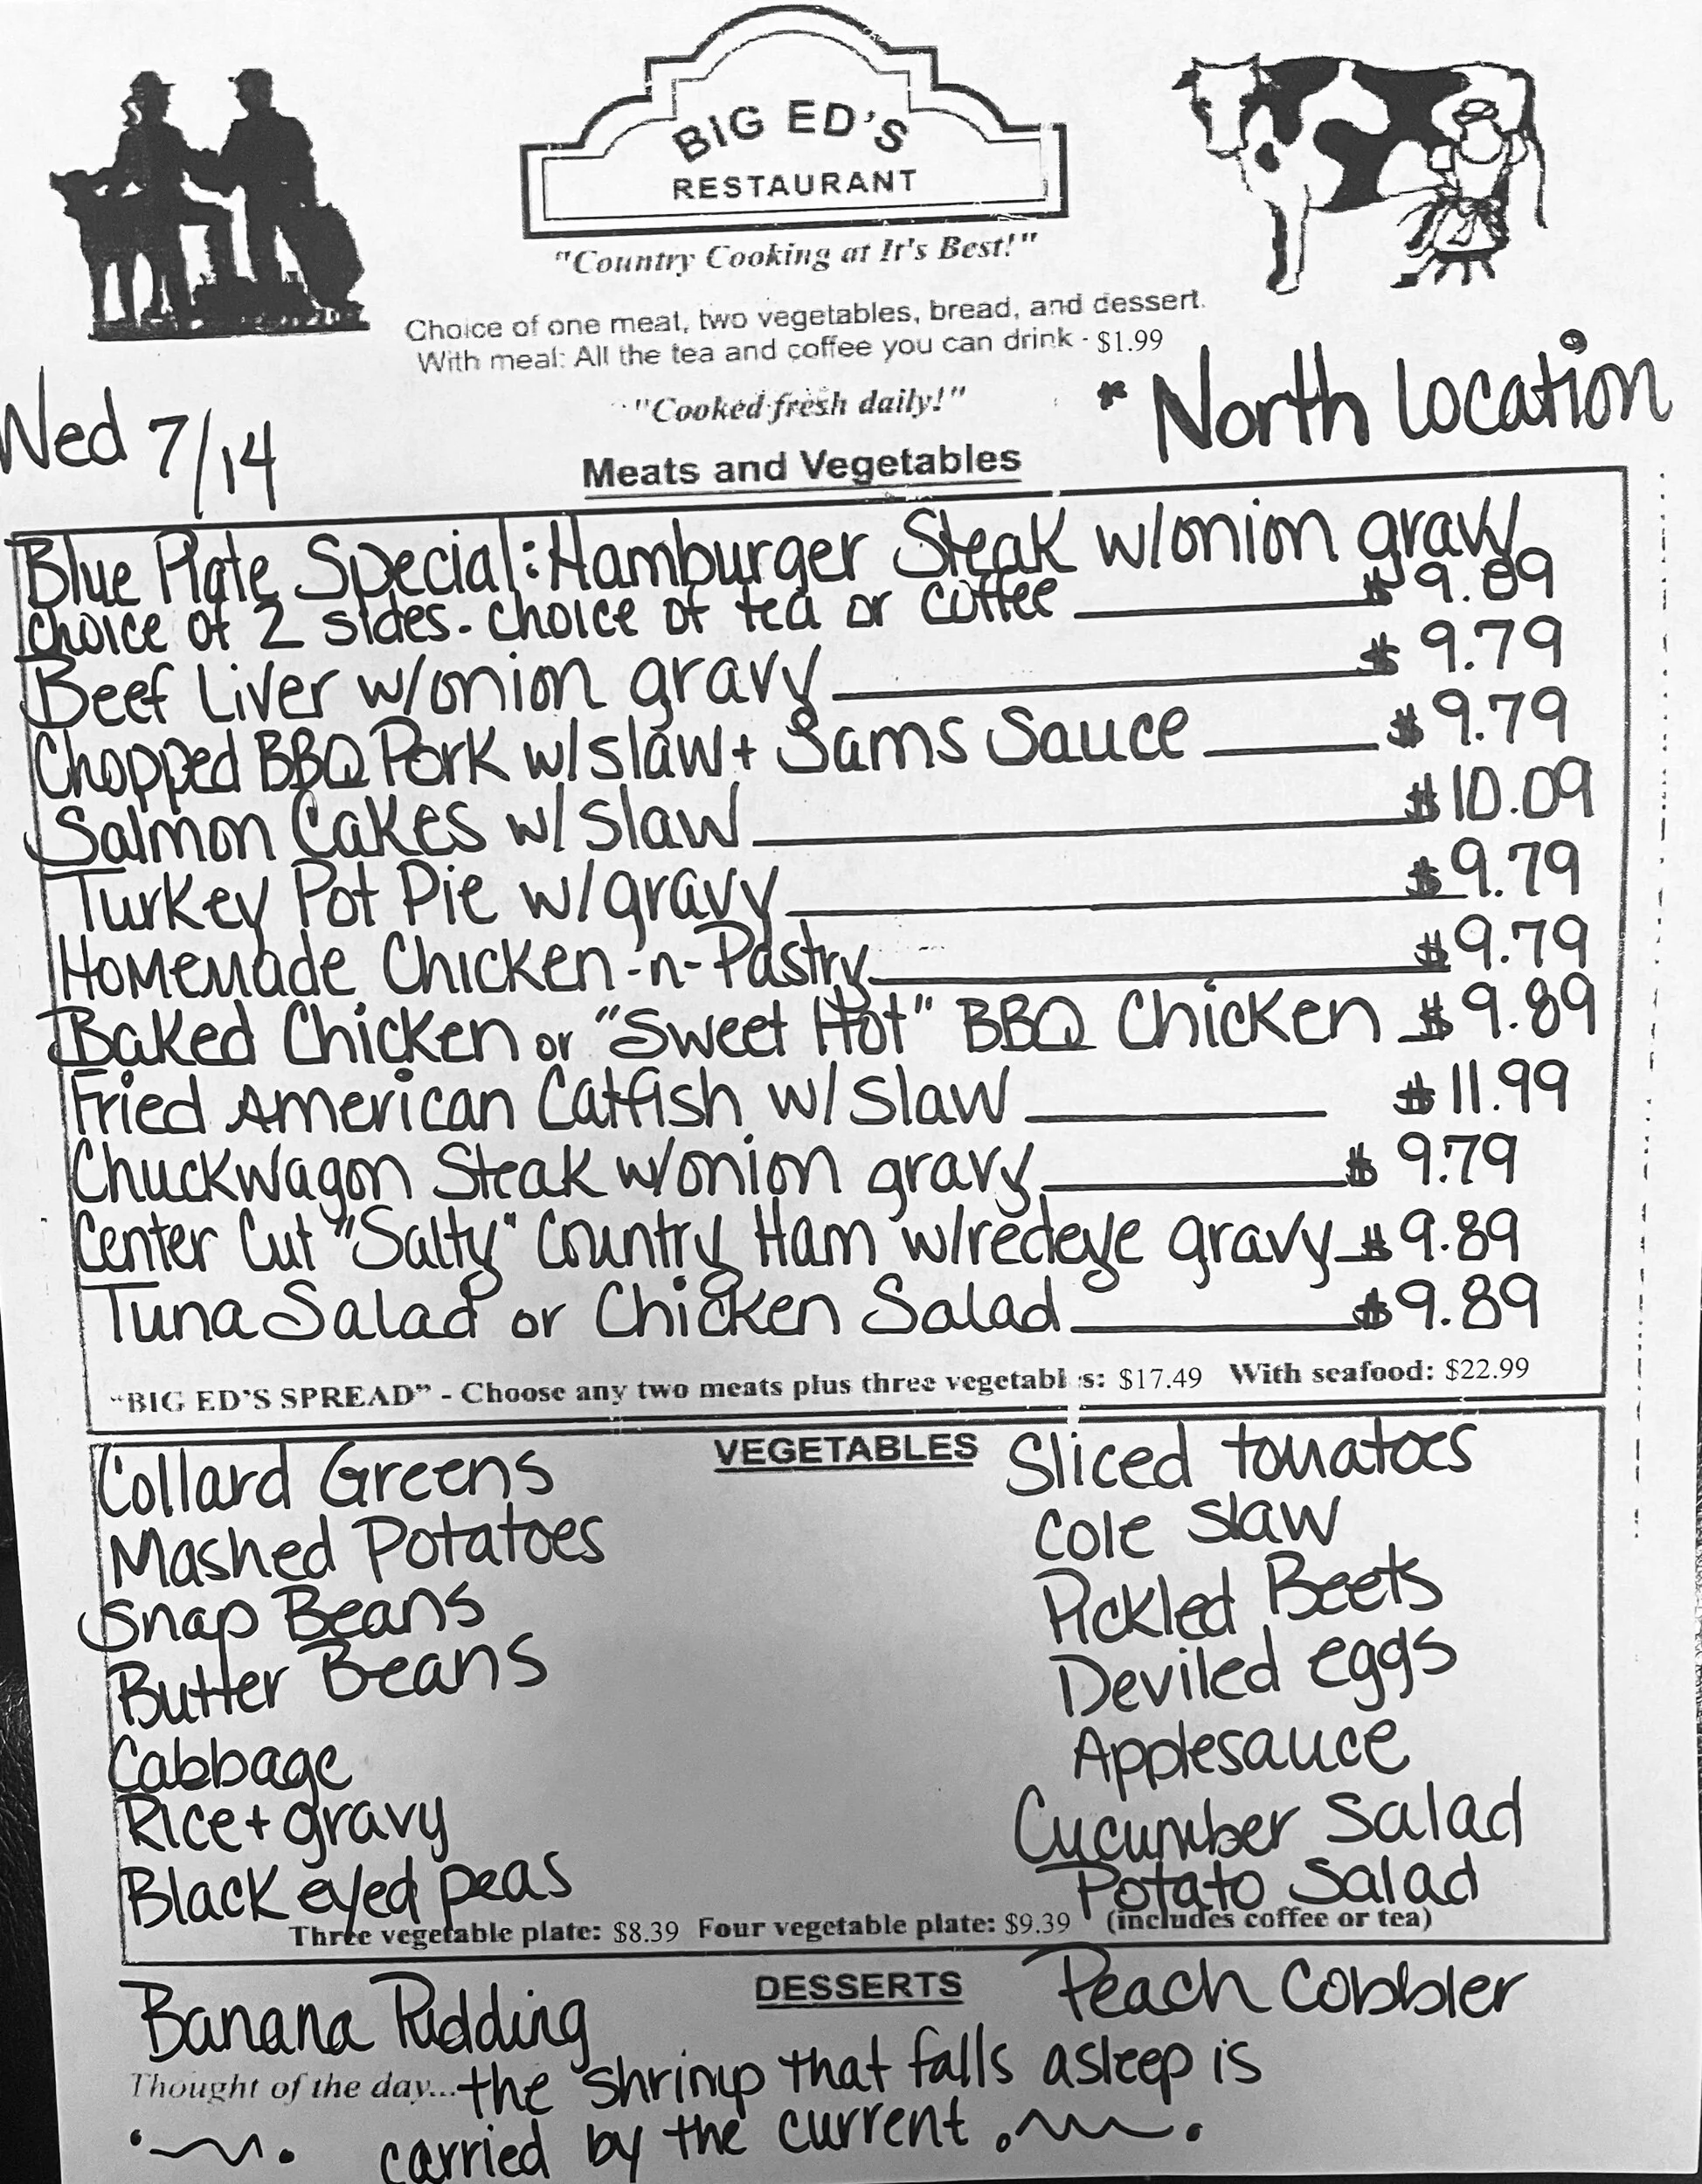 BIG ED'S
RESTAURANT
"Country Cooking at It's Best!"
Choice of one meat, two vegetables, bread, and dessert.
With meal: All the tea and coffee you can drink - $1.99
"Cooked fresh daily!"
Wed 7/14
* North Location
Meats and Vegetables
Blue Plate Special: Hamburger Steak w/onion gravy
choice of 2 sides. choice of tea or coffee $9.89
Beef Liver w/onion gravy $9.79
Chopped BBQ Pork w/slaw + Sams Sauce $9.79
Salmon Cakes w/ Slaw $10.09
Turkey Pot Pie w/gravy $9.79
Homemade Chicken-n-Pastry $9.79
Baked Chicken or "Sweet Hot" BBQ Chicken $9.89
Fried American Catfish w/ Slaw $11.99
Chuckwagon Steak w/onion gravy $9.79
Center Cut "Salty" Country Ham w/redeye gravy $9.89
Tuna Salad or Chicken Salad $9.89
"BIG ED'S SPREAD" - Choose any two meats plus three vegetables: $17.49 With seafood: $22.99
VEGETABLES
Collard Greens
Mashed Potatoes
Snap Beans
Butter Beans
Cabbage
Rice + gravy
Black eyed peas
Sliced tomatoes
Cole Slaw
Pickled Beets
Deviled eggs
Applesauce
Cucumber Salad
Potato Salad
Three vegetable plate: $8.39 Four vegetable plate: $9.39 (includes coffee or tea)
DESSERTS
Banana Pudding
Peach Cobbler
Thought of the day... the shrimp that falls asleep is
carried by the current.